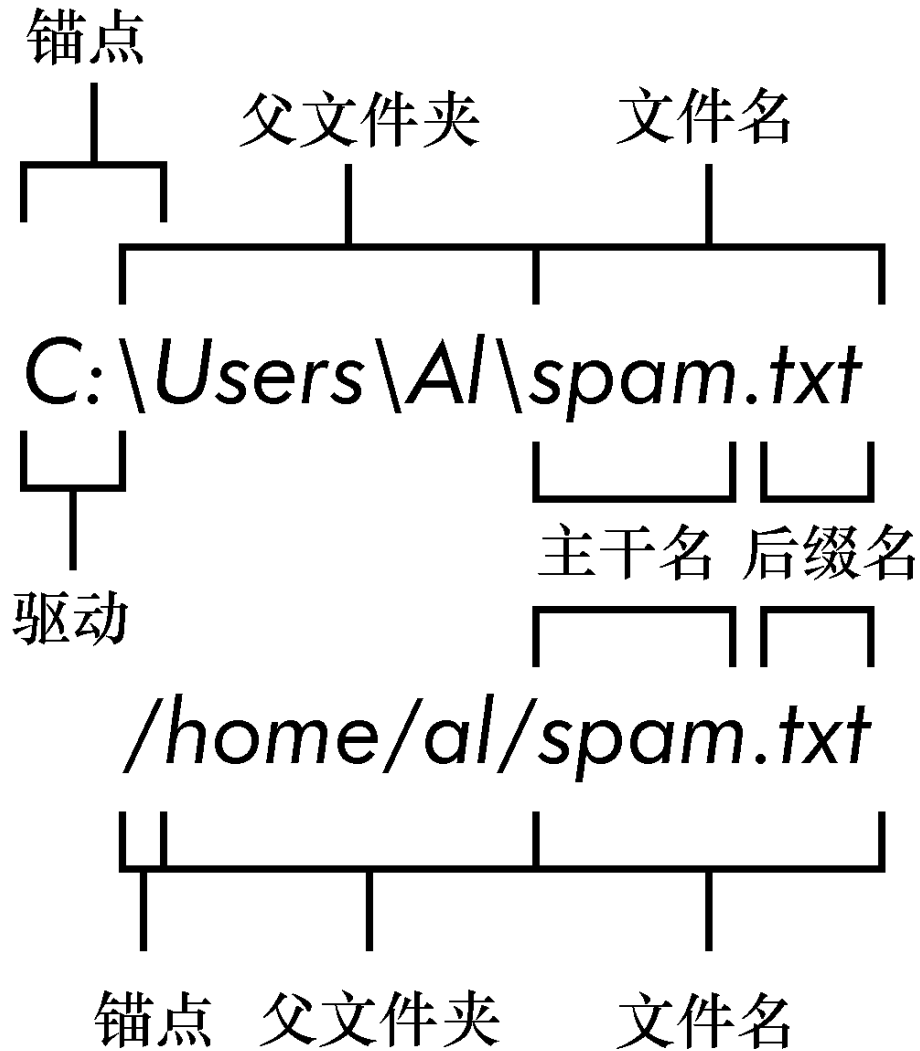 锚点
父文件夹 文件名
C:\Users\Al\spam.txt
主干名 后缀名
驱动
/home/al/spam.txt
锚点 父文件夹 文件名